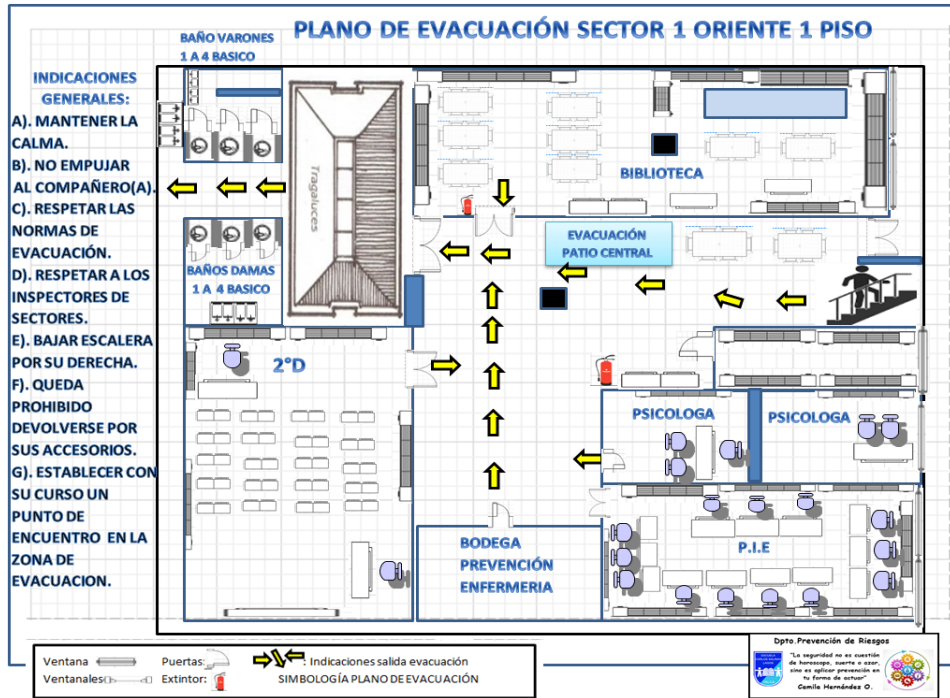 PLANO DE EVACUACIÓN SECTOR 1 ORIENTE 1 PISO
BAÑO VARONES
1 A 4 BASICO
INDICACIONES
GENERALES:
A). MANTENER LA
CALMA.
B). NO EMPUJAR
AL COMPAÑERO(A).
C). RESPETAR LAS
NORMAS DE
EVACUACIÓN.
D). RESPETAR A LOS
INSPECTORES DE
SECTORES.
E). BAJAR ESCALERA
POR SU DERECHA.
F). QUEDA
PROHIBIDO
DEVOLVERSE POR
SUS ACCESORIOS.
G). ESTABLECER CON
SU CURSO UN
PUNTO DE
ENCUENTRO EN LA
ZONA DE
EVACUACION.
Tragaluces
BIBLIOTECA
EVACUACIÓN
PATIO CENTRAL
BAÑOS DAMAS
1 A 4 BASICO
2°D
PSICOLOGA
PSICOLOGA
BODEGA
PREVENCIÓN
ENFERMERIA
P.I.E
Ventana
Puertas:
: Indicaciones salida evacuación
Ventanales
Extintor:
SIMBOLOGÍA PLANO DE EVACUACIÓN
Dpto. Prevención de Riesgos
"La seguridad no es cuestión
de horoscopo, suerte o azar,
sino es aplicar prevención en
tu forma de actuar"
Camila Hernández O.